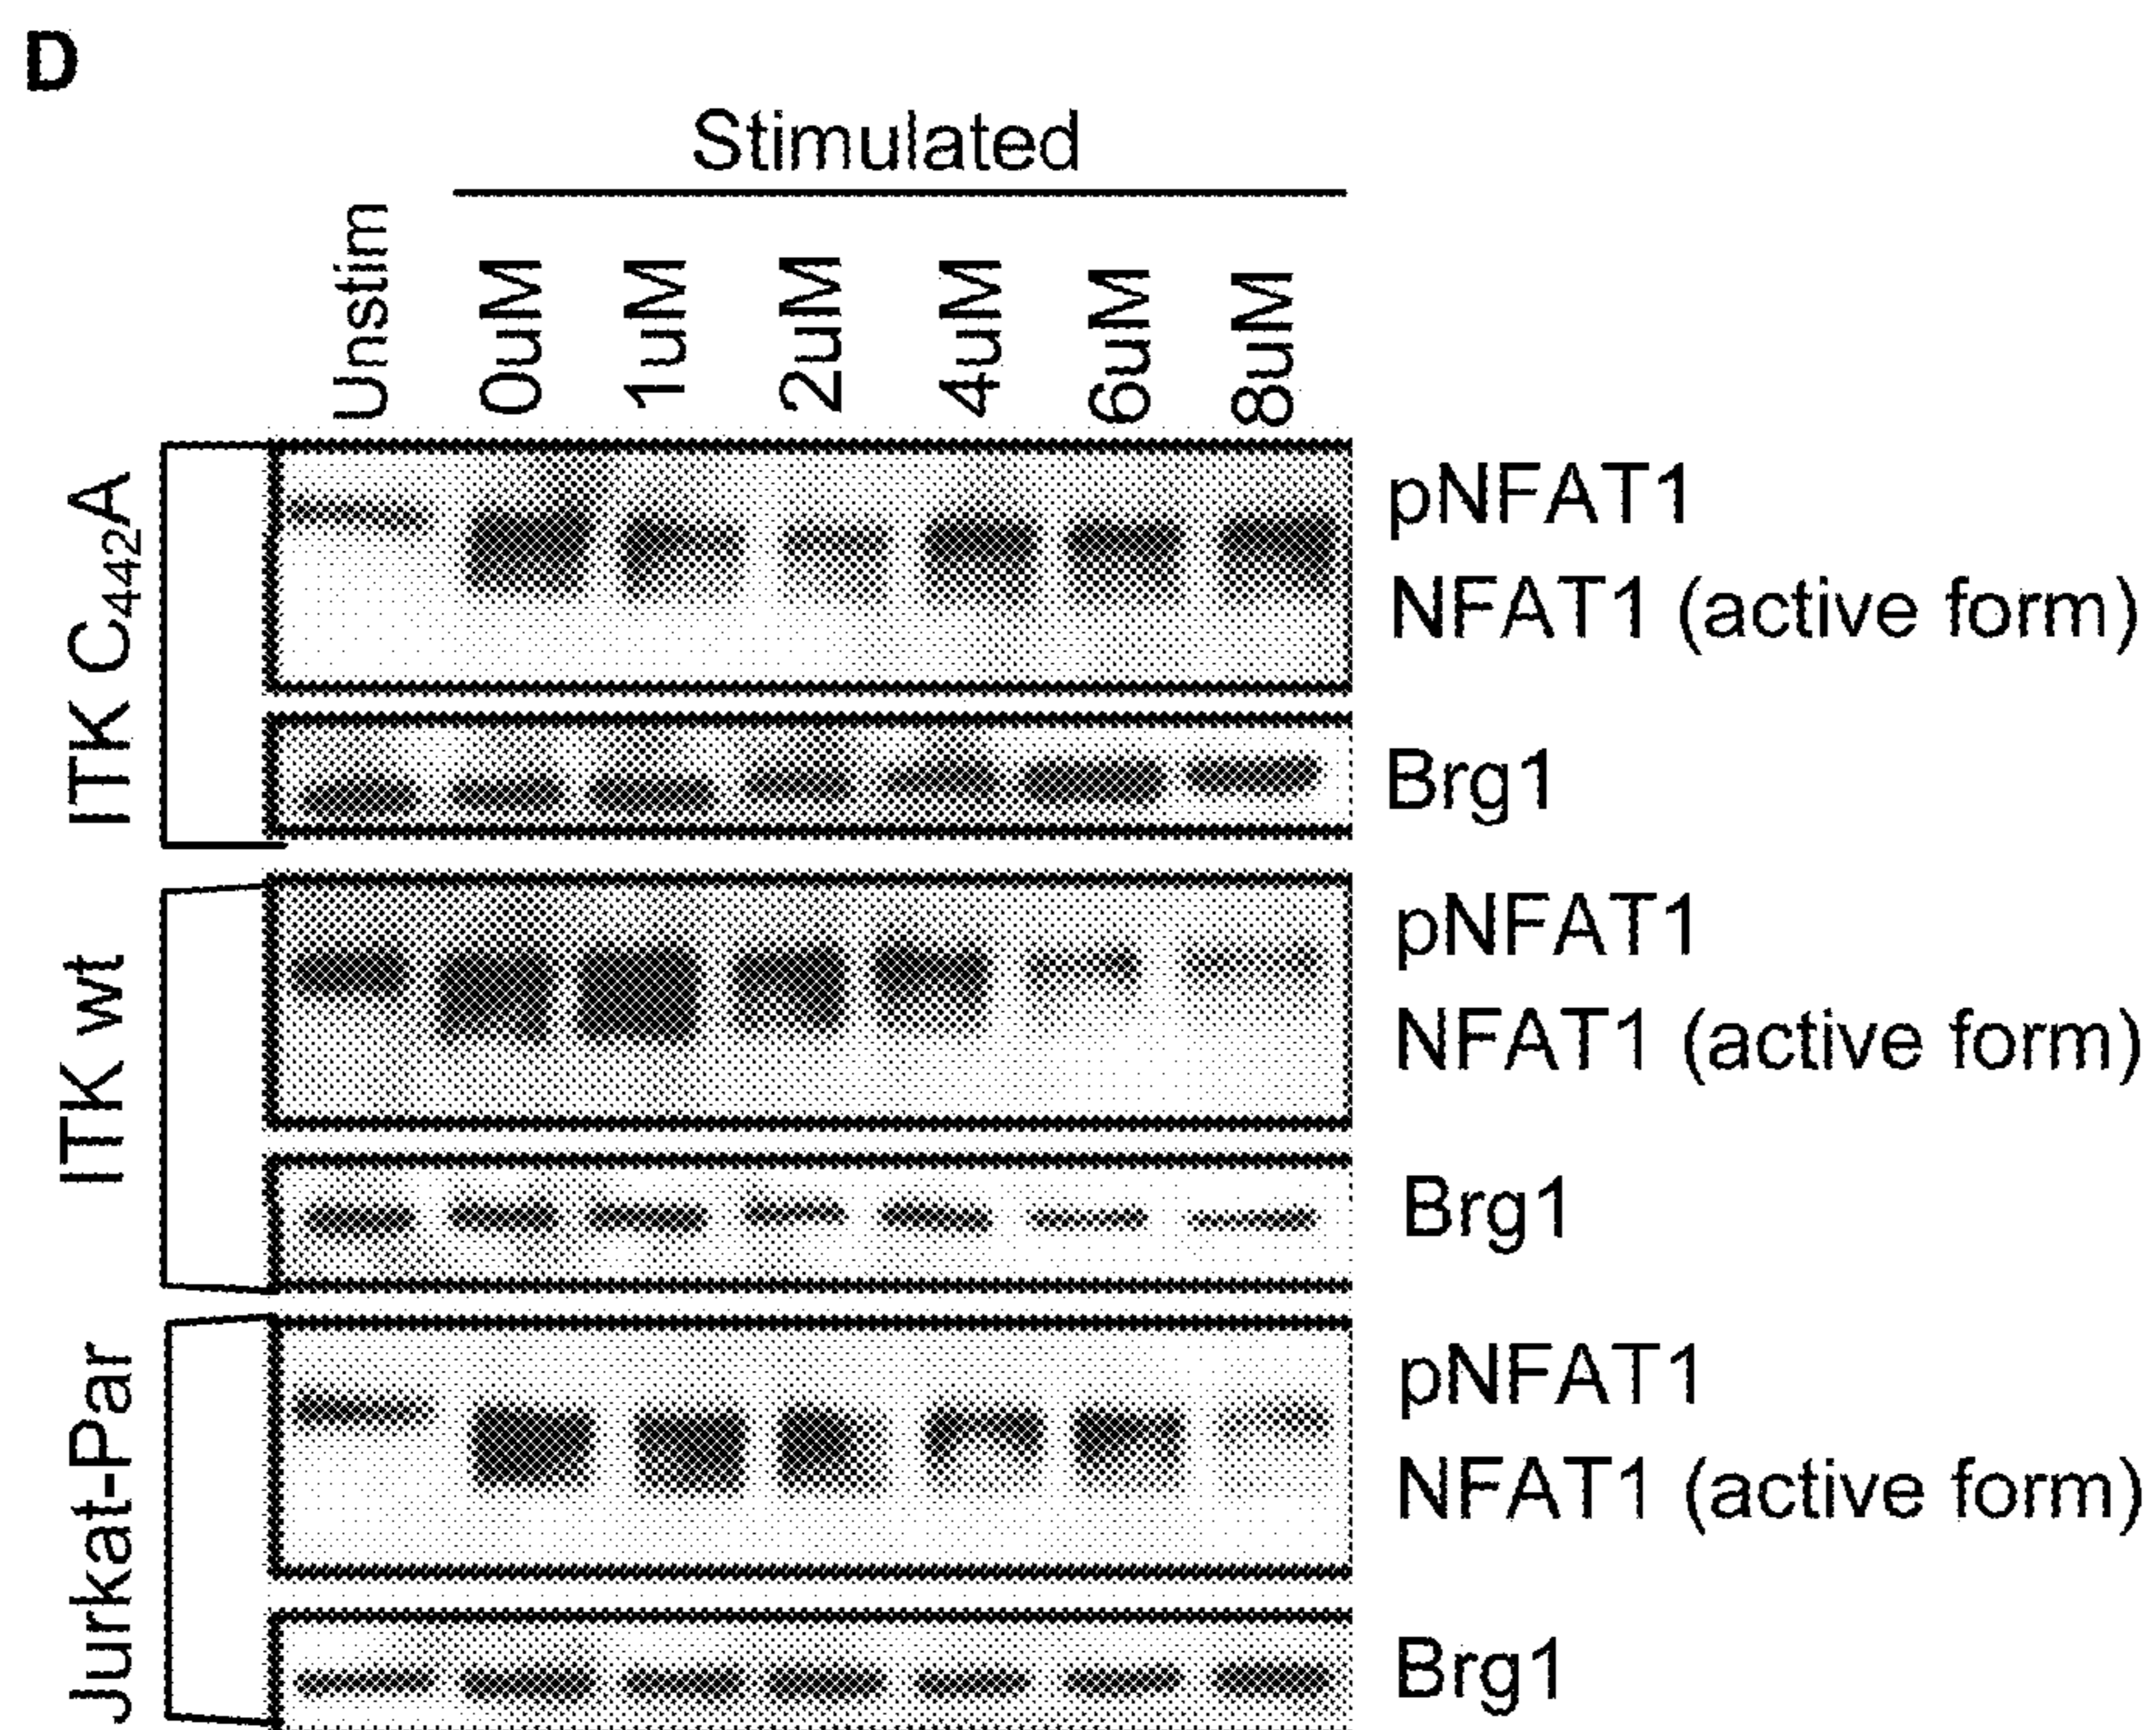 D
Stimulated
Unstim
0uM
1uM
2uM
4uM
6uM
8uM
ITK C442A
pNFAT1
NFAT1 (active form)
Brg1
ITK wt
pNFAT1
NFAT1 (active form)
Brg1
Jurkat-Par
pNFAT1
NFAT1 (active form)
Brg1